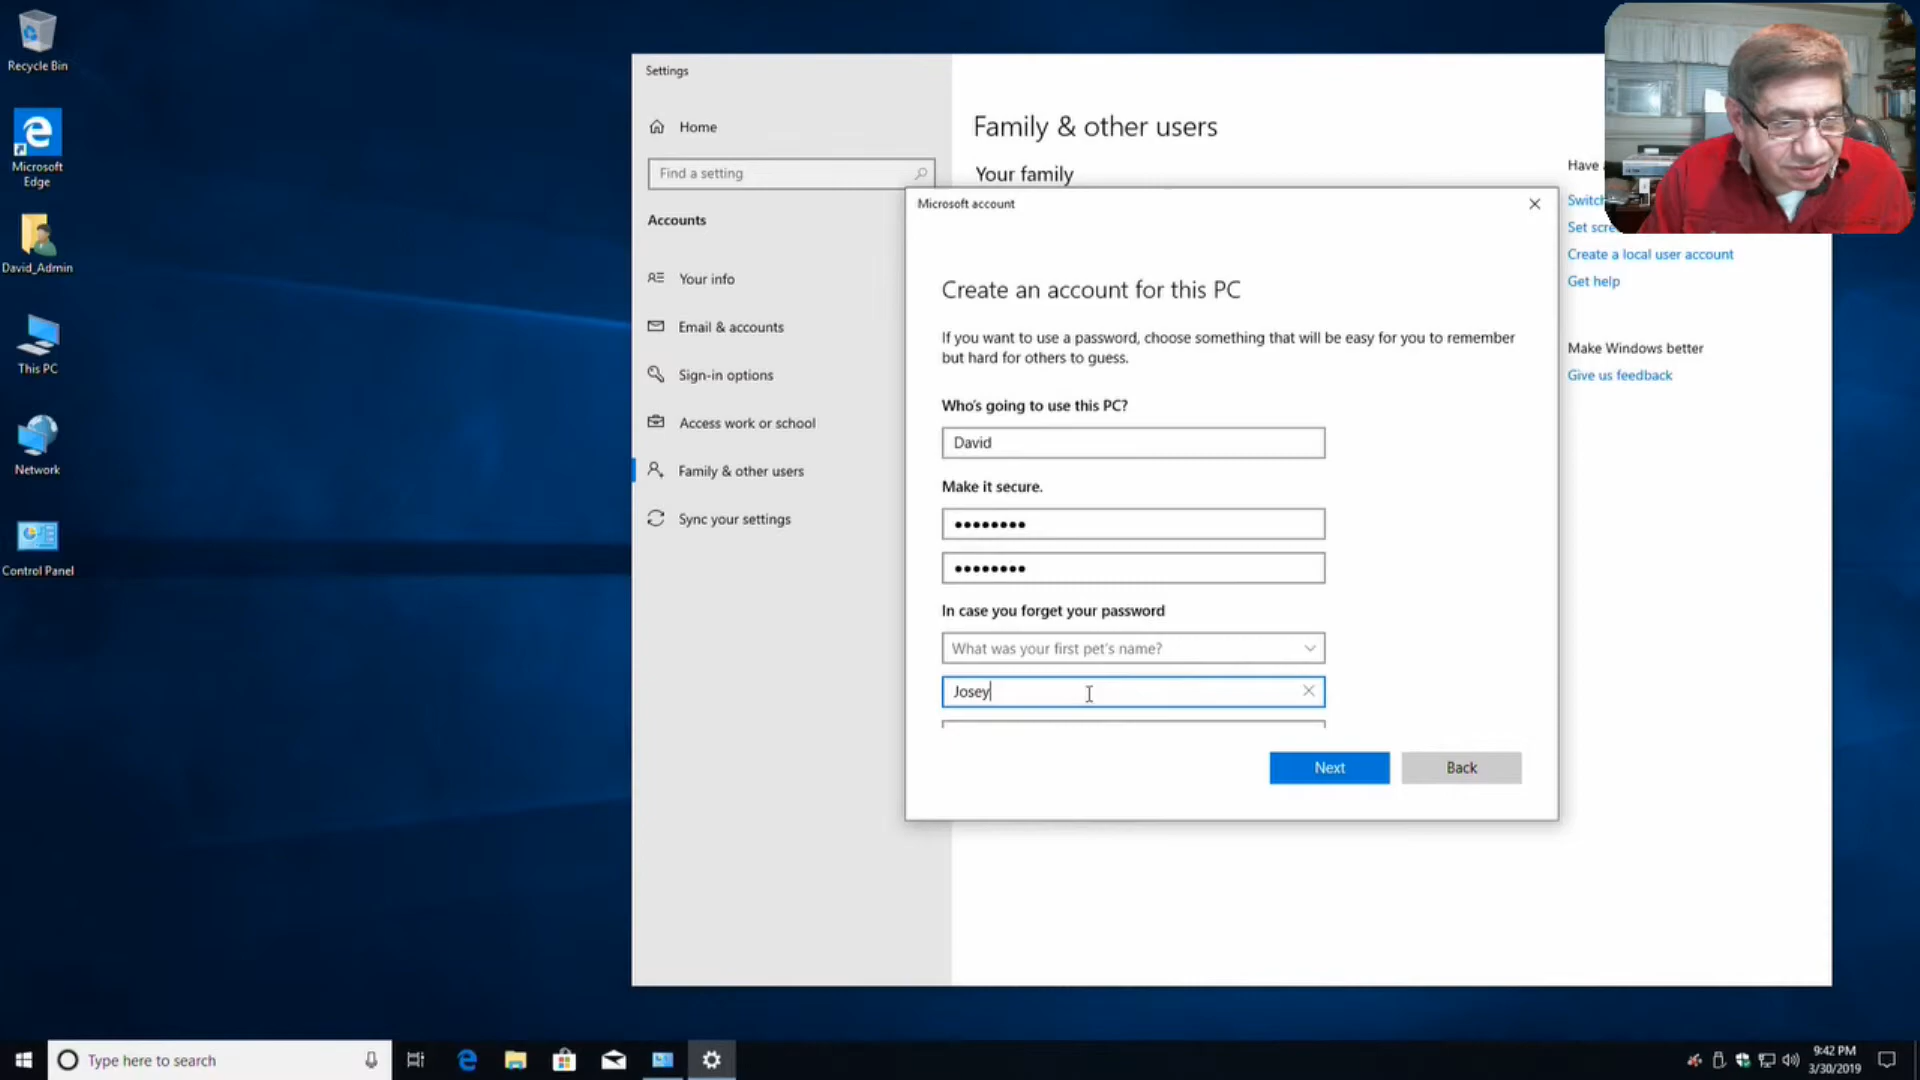 Recycle Bin
Microsoft
Edge
David_Admin
This PC
Network
Control Panel
Settings
Home
Find a setting
Accounts
Your info
Email & accounts
Sign-in options
Access work or school
Family & other users
Sync your settings
Family & other users
Your family
Microsoft account
Create an account for this PC
If you want to use a password, choose something that will be easy for you to remember
but hard for others to guess.
Who's going to use this PC?
David
Make it secure.
••••••••
••••••••
In case you forget your password
What was your first pet's name?
Josey
Next
Back
Have
Switch
Set scre
Create a local user account
Get help
Make Windows better
Give us feedback
Type here to search
9:42 PM
3/30/2019